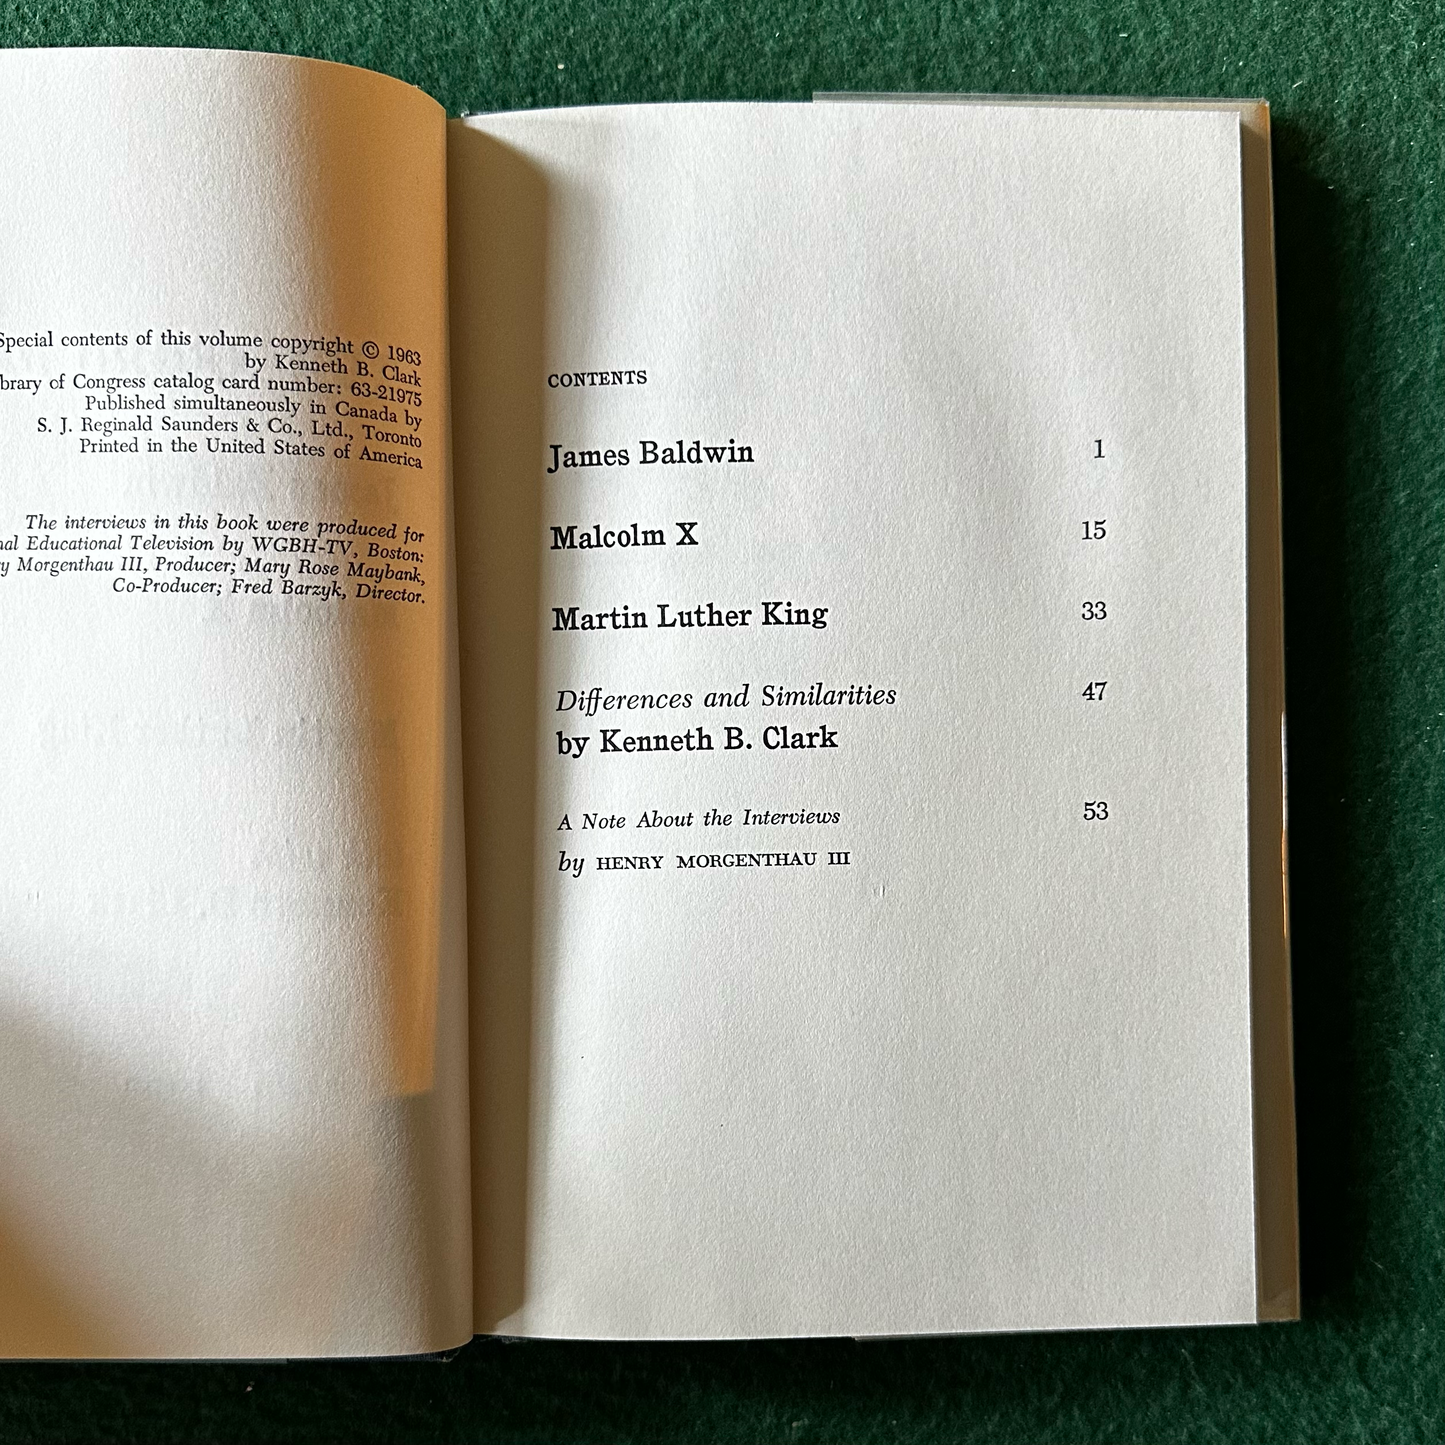 Special contents of this volume copyright © 1963
by Kenneth B. Clark
of Congress catalog card number: 63-21975
Published simultaneously in Canada by
S. J. Reginald Saunders & Co., Ltd., Toronto
Printed in the United States of America
The interviews in this book were produced for
Educational Television by WGBH-TV, Boston:
Morgenthau III, Producer; Mary Rose Maybank,
Co-Producer; Fred Barzyk, Director.
CONTENTS
James Baldwin 1
Malcolm X 15
Martin Luther King 33
Differences and Similarities 47
by Kenneth B. Clark
A Note About the Interviews 53
by HENRY MORGENTHAU III